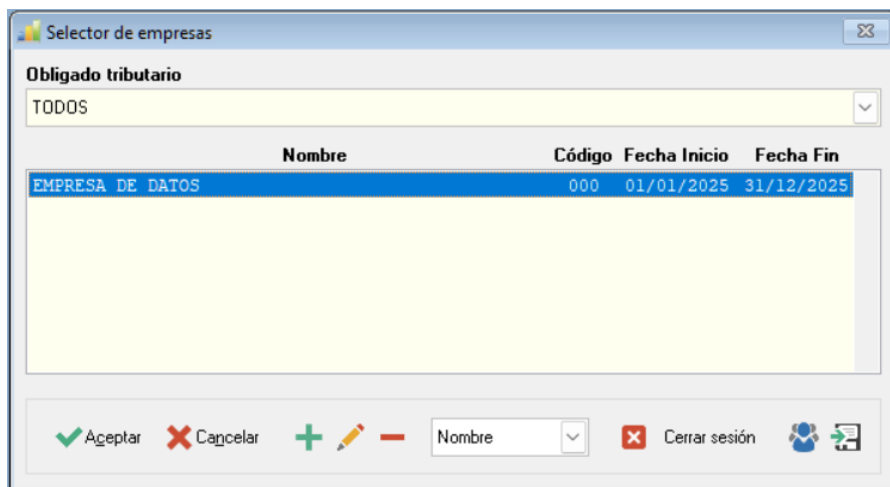 Selector de empresas
Obligado tributario
TODOS
Nombre Código Fecha Inicio Fecha Fin
EMPRESA DE DATOS 000 01/01/2025 31/12/2025
Aceptar Cancelar Nombre Cerrar sesión